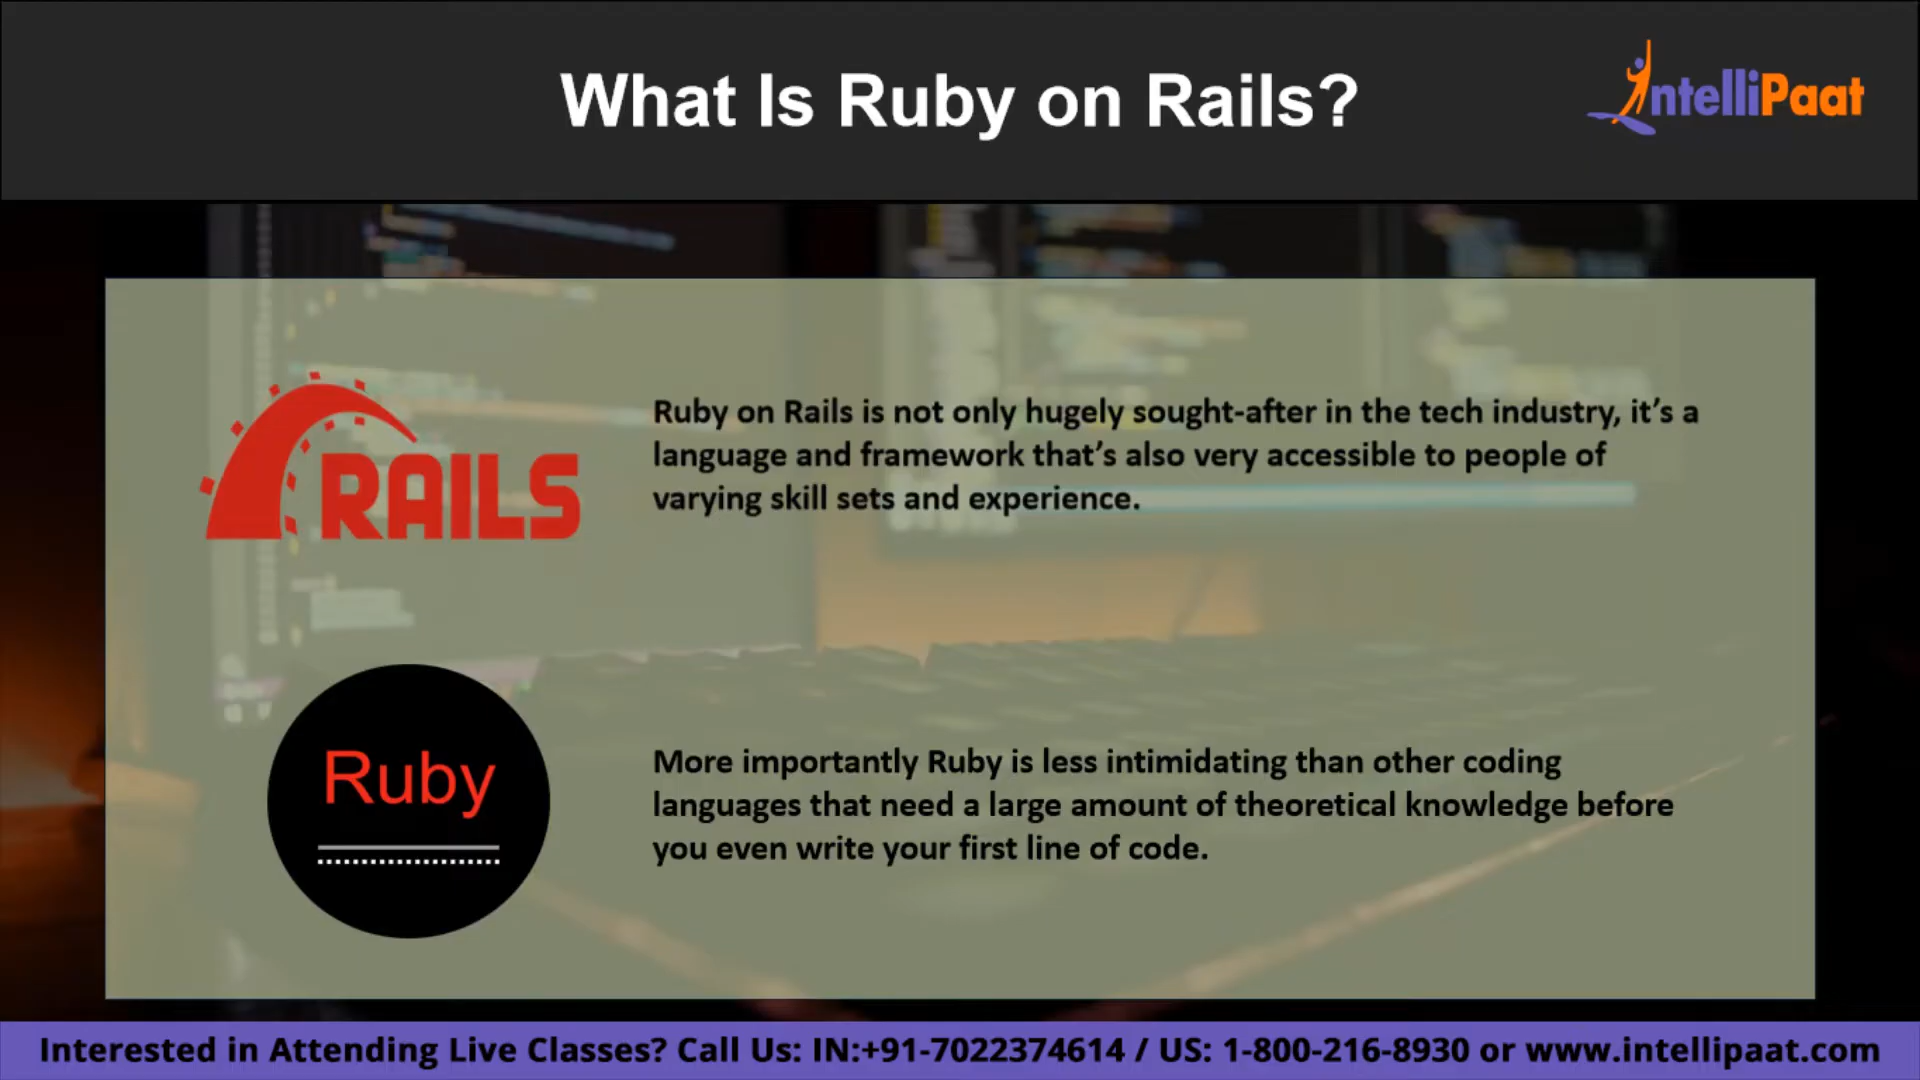 What Is Ruby on Rails?
IntelliPaat
Ruby on Rails is not only hugely sought-after in the tech industry, it's a
language and framework that's also very accessible to people of
varying skill sets and experience.
RAILS
More importantly Ruby is less intimidating than other coding
languages that need a large amount of theoretical knowledge before
you even write your first line of code.
Ruby
Interested in Attending Live Classes? Call Us: IN:+91-7022374614 / US: 1-800-216-8930 or www.intellipaat.com